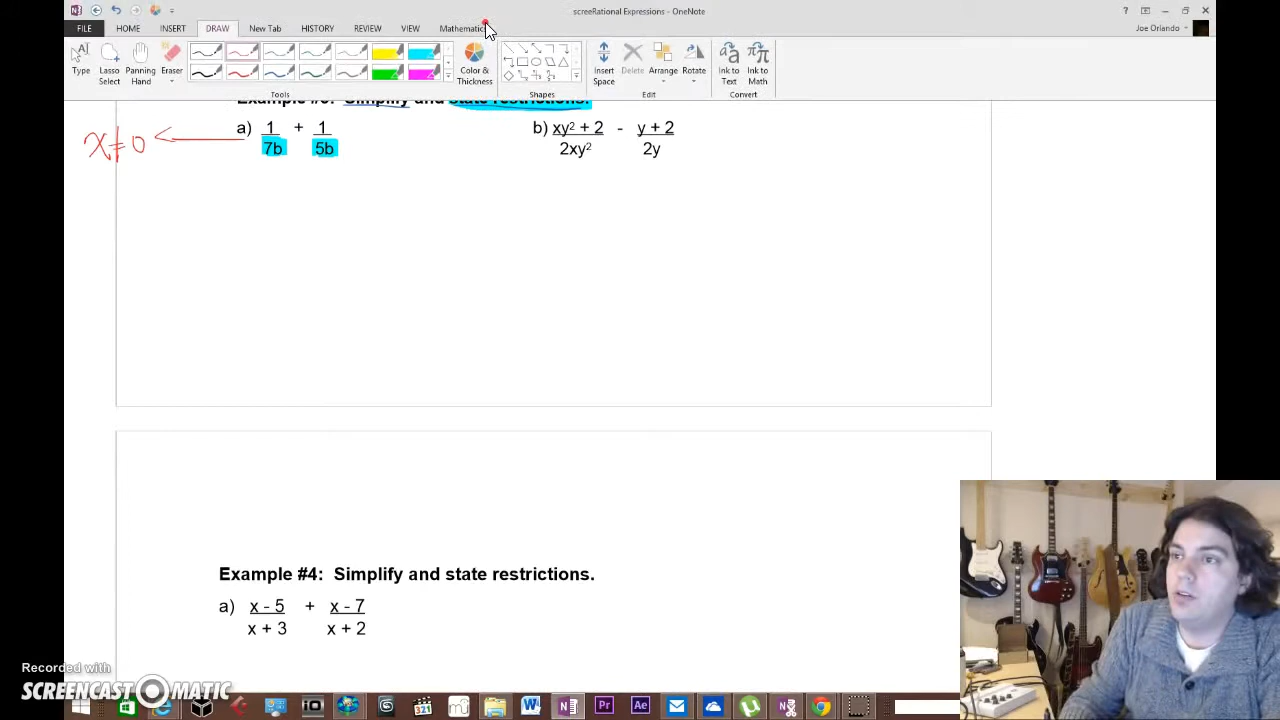 screeRational Expressions - OneNote
FILE HOME INSERT DRAW New Tab HISTORY REVIEW VIEW Mathematic
Joe Orlando
Type Lasso Select Panning Hand Eraser Color & Thickness Insert Space Delete Arrange Rotate Ink to Text Ink to Math
Tools Shapes Edit Convert
Simplify and state restrictions.
a) 1 + 1
7b 5b
x≠0
b) xy² + 2 - y + 2
2xy² 2y
Example #4: Simplify and state restrictions.
a) x - 5 + x - 7
x + 3 x + 2
Recorded with
SCREENCAST MATIC